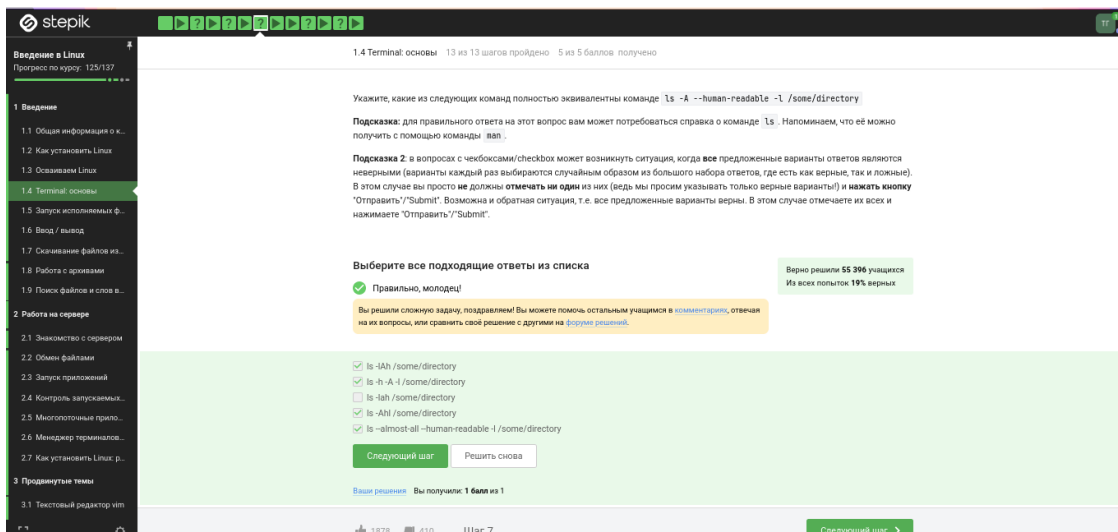 stepik
ТГ
Введение в Linux
Прогресс по курсу: 125/137
1 Введение
1.1 Общая информация о к...
1.2 Как установить Linux
1.3 Осваиваем Linux
1.4 Terminal: основы
1.5 Запуск исполняемых ф...
1.6 Ввод / вывод
1.7 Скачивание файлов из...
1.8 Работа с архивами
1.9 Поиск файлов и слов в...
2 Работа на сервере
2.1 Знакомство с сервером
2.2 Обмен файлами
2.3 Запуск приложений
2.4 Контроль запускаемых...
2.5 Многопоточные прило...
2.6 Менеджер терминалов...
2.7 Как установить Linux: р...
3 Продвинутые темы
3.1 Текстовый редактор vim
1.4 Terminal: основы 13 из 13 шагов пройдено 5 из 5 баллов получено
Укажите, какие из следующих команд полностью эквивалентны команде ls -A --human-readable -l /some/directory
Подсказка: для правильного ответа на этот вопрос вам может потребоваться справка о команде ls . Напоминаем, что её можно
получить с помощью команды man .
Подсказка 2: в вопросах с чекбоксами/checkbox может возникнуть ситуация, когда все предложенные варианты ответов являются
неверными (варианты каждый раз выбираются случайным образом из большого набора ответов, где есть как верные, так и ложные).
В этом случае вы просто не должны отмечать ни один из них (ведь мы просим указывать только верные варианты!) и нажать кнопку
"Отправить"/"Submit". Возможна и обратная ситуация, т.е. все предложенные варианты верны. В этом случае отмечаете их всех и
нажимаете "Отправить"/"Submit".
Выберите все подходящие ответы из списка
Правильно, молодец!
Вы решили сложную задачу, поздравляем! Вы можете помочь остальным учащимся в комментариях, отвечая
на их вопросы, или сравнить своё решение с другими на форуме решений.
Верно решили 55 396 учащихся
Из всех попыток 19% верных
ls -lAh /some/directory
ls -h -A -l /some/directory
ls -lah /some/directory
ls -Ahl /some/directory
ls --almost-all --human-readable -l /some/directory
Следующий шаг
Решить снова
Ваши решения Вы получили: 1 балл из 1
1878 410 Шаг 7
Следующий шаг